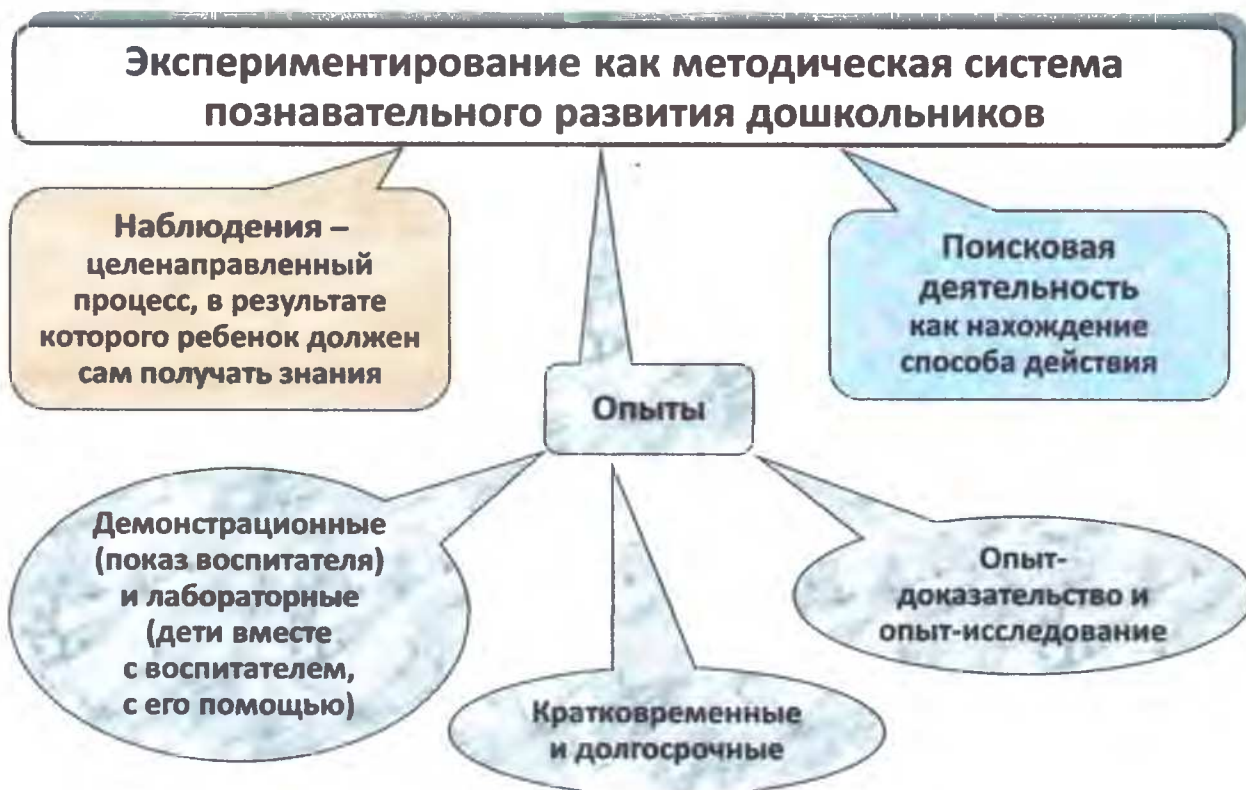 Экспериментирование как методическая система
познавательного развития дошкольников
Наблюдения –
целенаправленный
процесс, в результате
которого ребенок должен
сам получать знания
Поисковая
деятельность
как нахождение
способа действия
Опыты
Демонстрационные
(показ воспитателя)
и лабораторные
(дети вместе
с воспитателем,
с его помощью)
Кратковременные
и долгосрочные
Опыт-
доказательство и
опыт-исследование